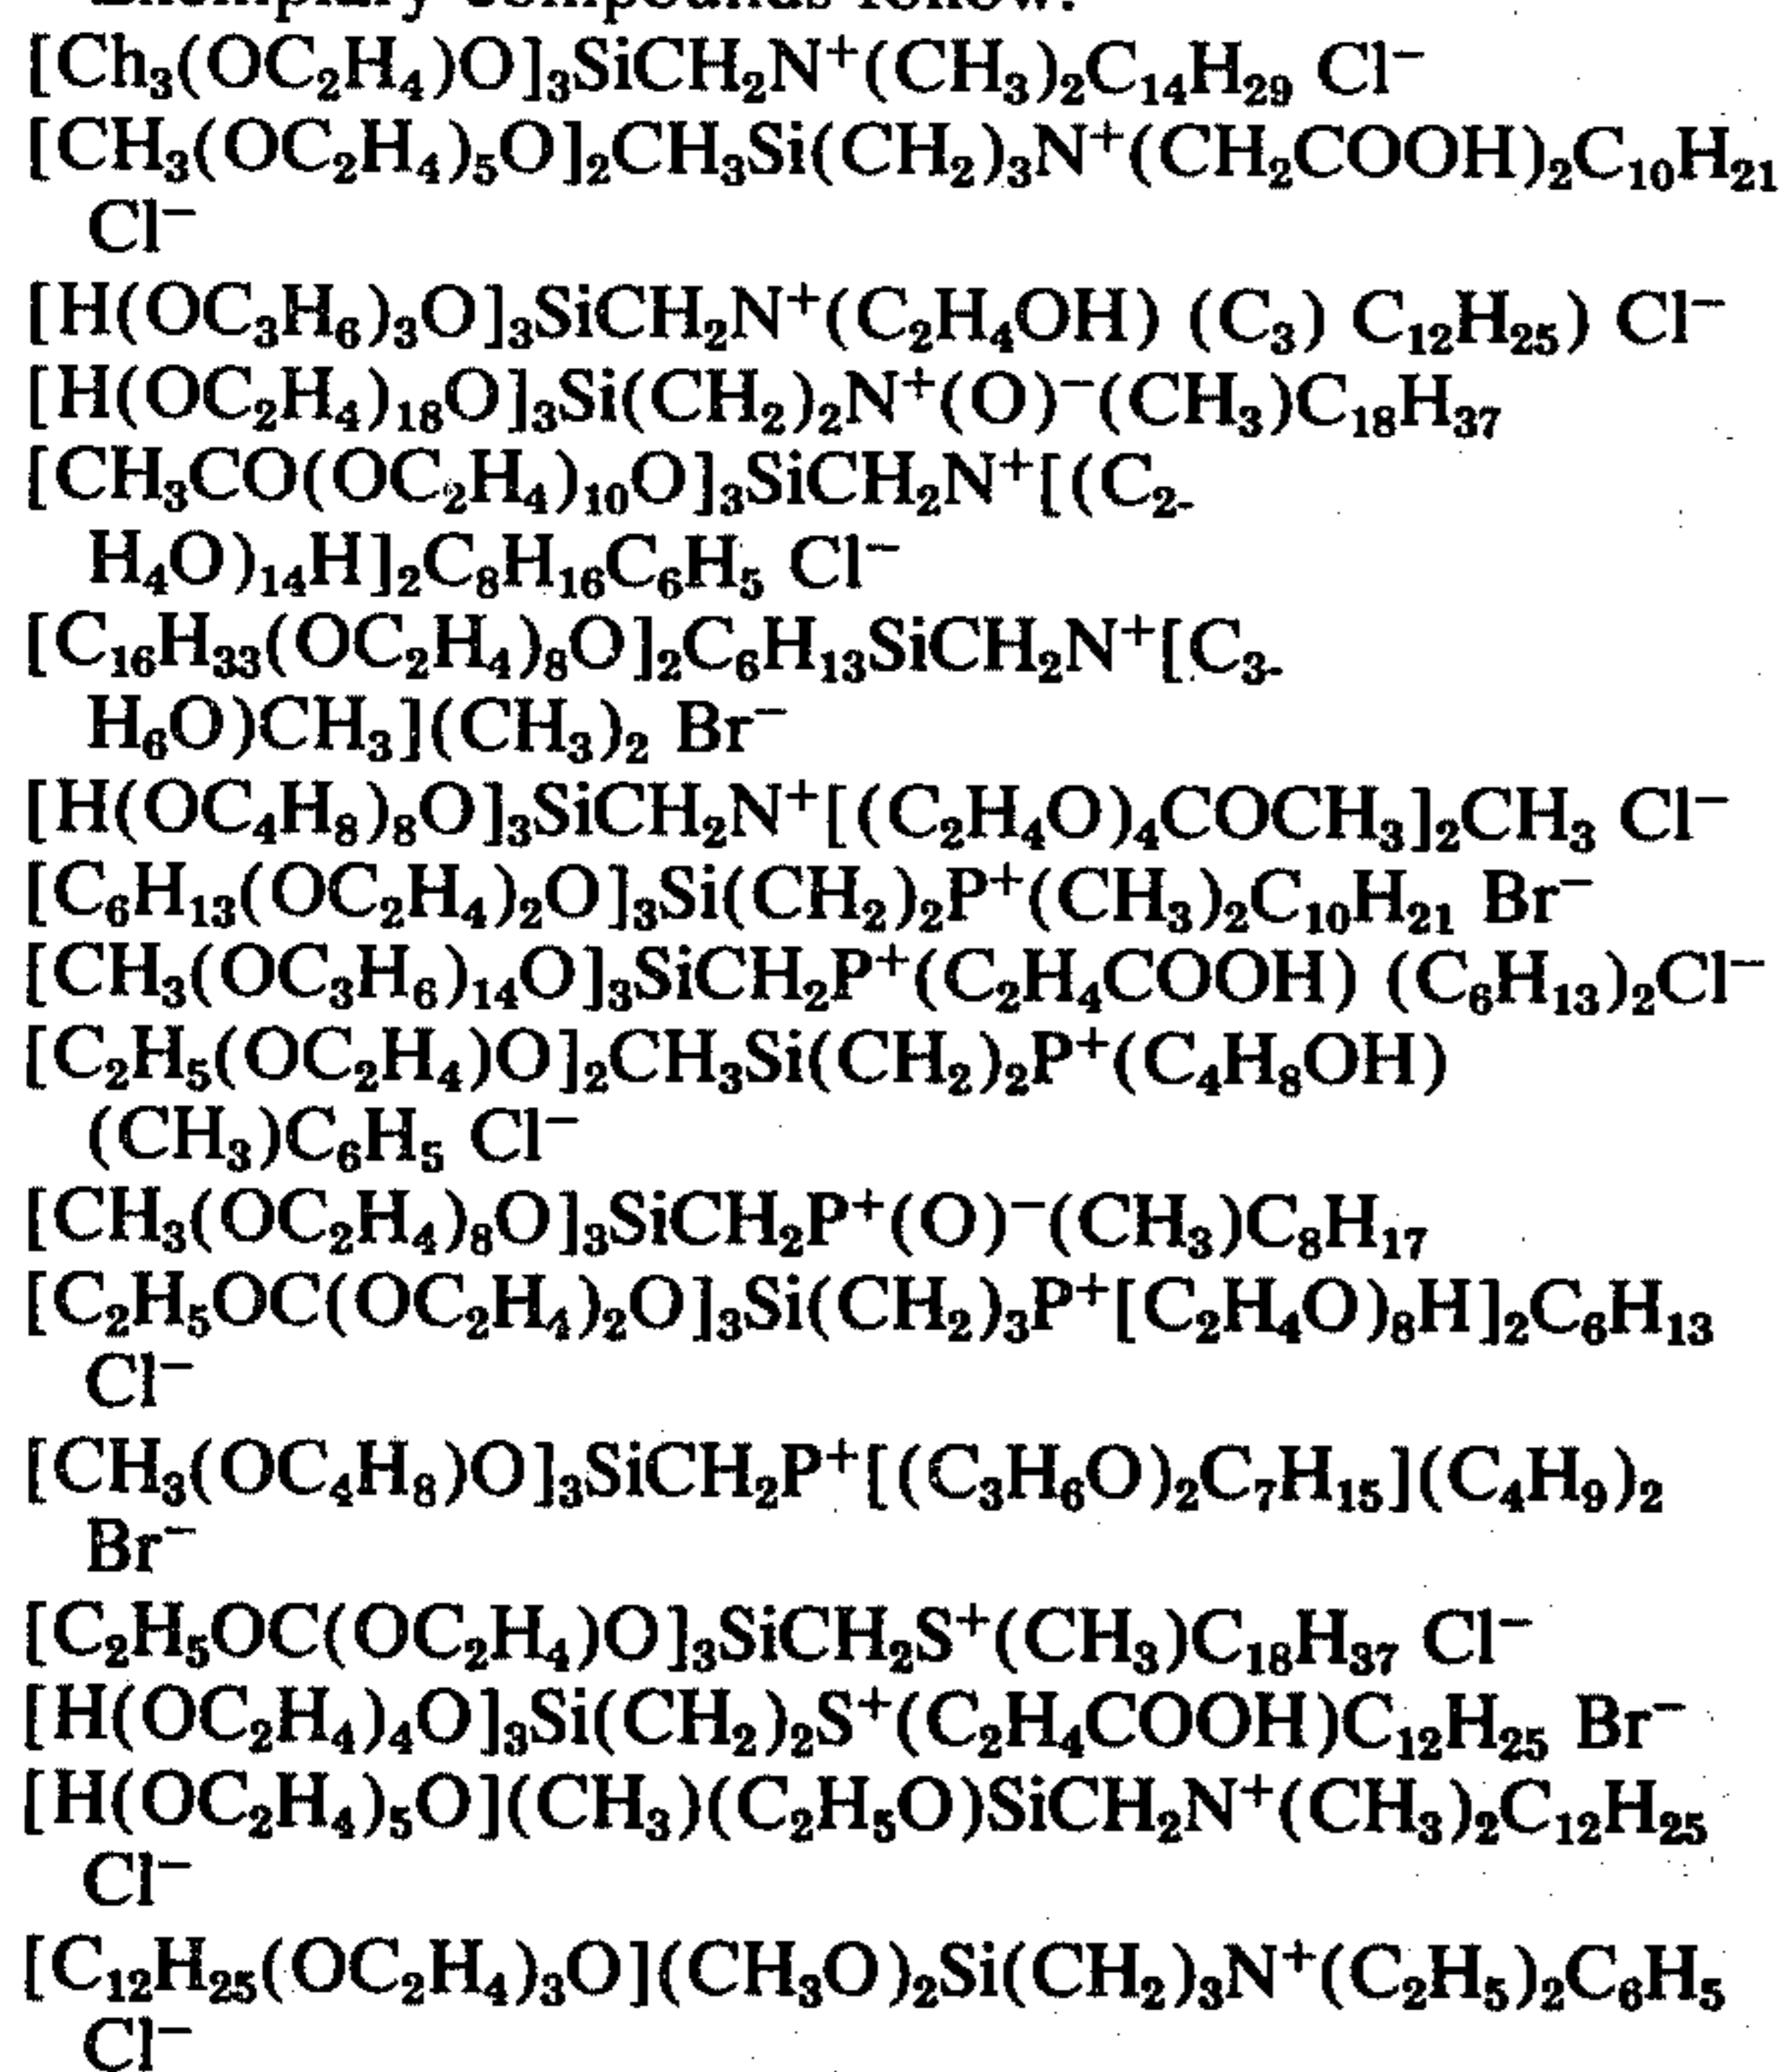 Exemplary compounds follow:
[Ch₃(OC₂H₄)O]₃SiCH₂N⁺(CH₃)₂C₁₄H₂₉ Cl⁻
[CH₃(OC₂H₄)₅O]₂CH₃Si(CH₂)₃N⁺(CH₂COOH)₂C₁₀H₂₁
Cl⁻
[H(OC₃H₆)₃O]₃SiCH₂N⁺(C₂H₄OH) (C₃) C₁₂H₂₅) Cl⁻
[H(OC₂H₄)₁₈O]₃Si(CH₂)₂N⁺(O)⁻(CH₃)C₁₈H₃₇
[CH₃CO(OC₂H₄)₁₀O]₃SiCH₂N⁺[(C₂-
H₄O)₁₄H]₂C₈H₁₆C₆H₅ Cl⁻
[C₁₆H₃₃(OC₂H₄)₈O]₂C₆H₁₃SiCH₂N⁺[C₃-
H₆O)CH₃](CH₃)₂ Br⁻
[H(OC₄H₈)₈O]₃SiCH₂N⁺[(C₂H₄O)₄COCH₃]₂CH₃ Cl⁻
[C₆H₁₃(OC₂H₄)₂O]₃Si(CH₂)₂P⁺(CH₃)₂C₁₀H₂₁ Br⁻
[CH₃(OC₃H₆)₁₄O]₃SiCH₂P⁺(C₂H₄COOH) (C₆H₁₃)₂Cl⁻
[C₂H₅(OC₂H₄)O]₂CH₃Si(CH₂)₂P⁺(C₄H₈OH)
(CH₃)C₆H₅ Cl⁻
[CH₃(OC₂H₄)₈O]₃SiCH₂P⁺(O)⁻(CH₃)C₈H₁₇
[C₂H₅OC(OC₂H₄)₂O]₃Si(CH₂)₃P⁺[C₂H₄O)₈H]₂C₆H₁₃
Cl⁻
[CH₃(OC₄H₈)O]₃SiCH₂P⁺[(C₃H₆O)₂C₇H₁₅](C₄H₉)₂
Br⁻
[C₂H₅OC(OC₂H₄)O]₃SiCH₂S⁺(CH₃)C₁₈H₃₇ Cl⁻
[H(OC₂H₄)₄O]₃Si(CH₂)₂S⁺(C₂H₄COOH)C₁₂H₂₅ Br⁻
[H(OC₂H₄)₅O](CH₃)(C₂H₅O)SiCH₂N⁺(CH₃)₂C₁₂H₂₅
Cl⁻
[C₁₂H₂₅(OC₂H₄)₃O](CH₃O)₂Si(CH₂)₃N⁺(C₂H₅)₂C₆H₅
Cl⁻